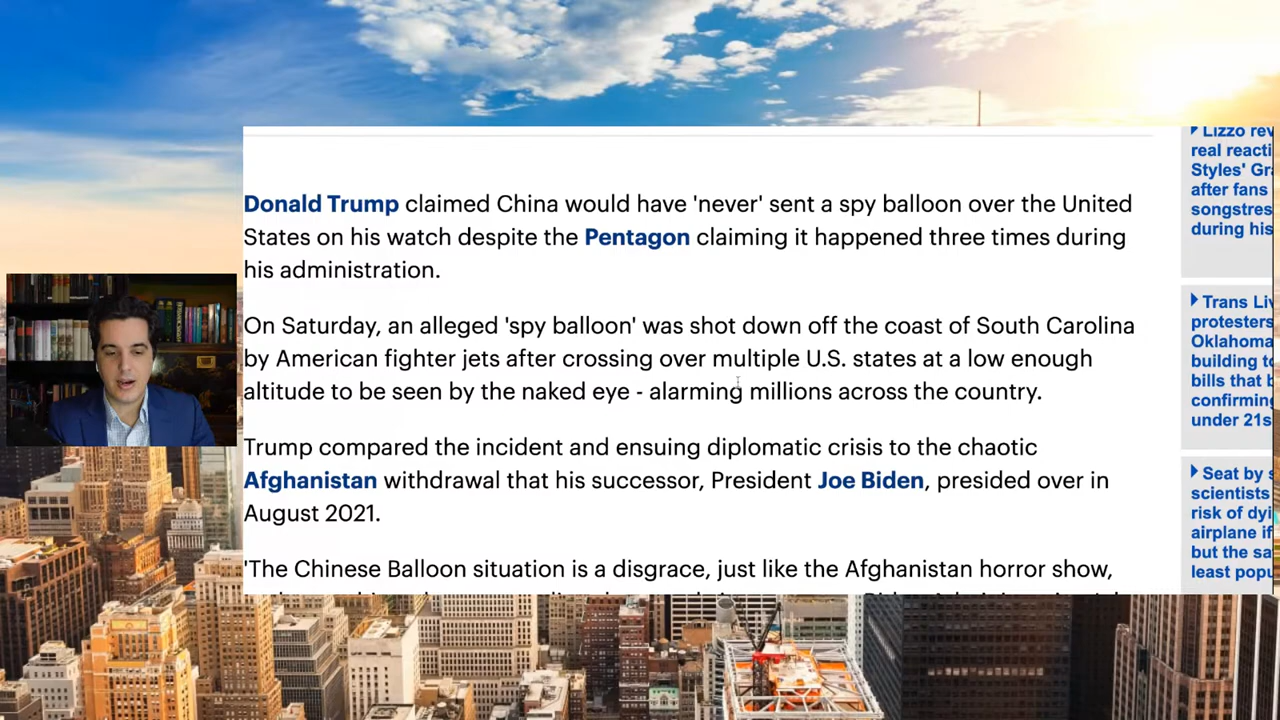 Donald Trump claimed China would have 'never' sent a spy balloon over the United
States on his watch despite the Pentagon claiming it happened three times during
his administration.
On Saturday, an alleged 'spy balloon' was shot down off the coast of South Carolina
by American fighter jets after crossing over multiple U.S. states at a low enough
altitude to be seen by the naked eye - alarming millions across the country.
Trump compared the incident and ensuing diplomatic crisis to the chaotic
Afghanistan withdrawal that his successor, President Joe Biden, presided over in
August 2021.
'The Chinese Balloon situation is a disgrace, just like the Afghanistan horror show,
Lizzo rev
real reacti
Styles' Gr
after fans
songstres
during his
Trans Liv
protesters
Oklahoma
building to
bills that b
confirming
under 21s
Seat by s
scientists
risk of dyi
airplane if
but the sa
least popu